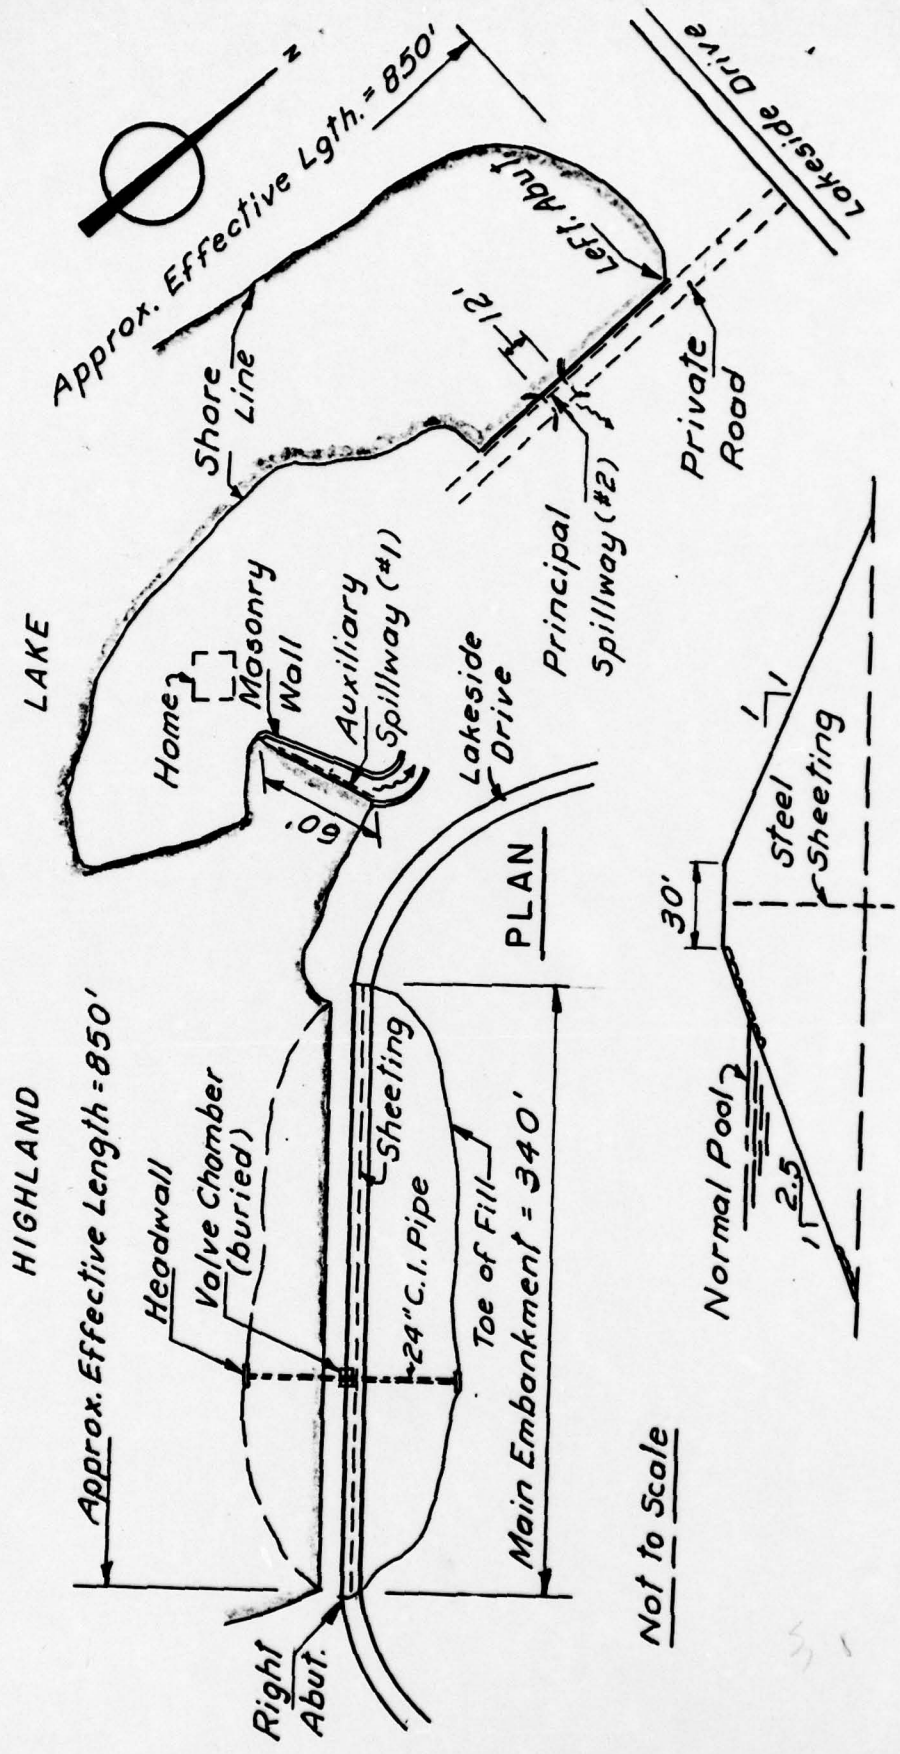 HIGHLAND
LAKE
Approx. Effective Length = 850'
Approx. Effective Lgth. = 850'
N
Headwall
Valve Chamber
(buried)
Home
Masonry
Wall
Auxiliary
Spillway (#1)
60'
Shore
Line
12'
Left. Abut.
Lakeside Drive
Right
Abut.
24" C.I. Pipe
Sheeting
Toe of Fill
Main Embankment = 340'
Lakeside
Drive
Principal
Spillway (#2)
Private
Road
PLAN
Not to Scale
30'
Normal Pool
1
2.5
Steel
Sheeting
1
1